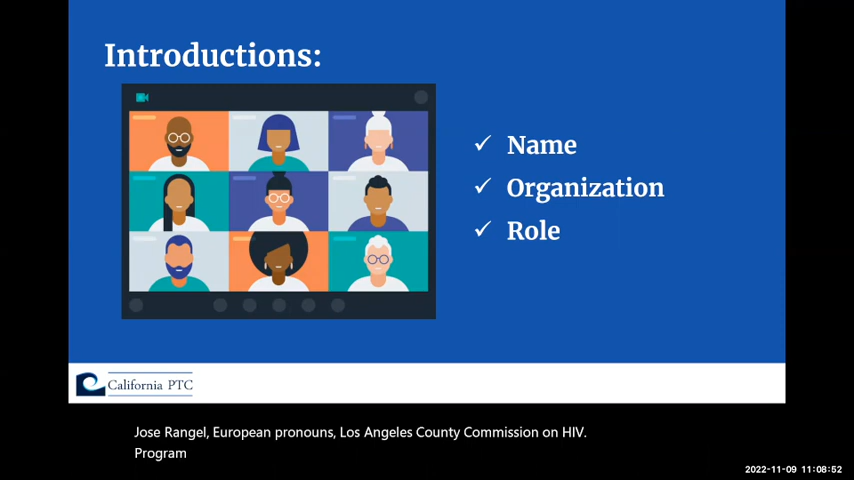 Introductions:
✓ Name
✓ Organization
✓ Role
California PTC
Jose Rangel, European pronouns, Los Angeles County Commission on HIV.
Program
2022-11-09 11:08:52